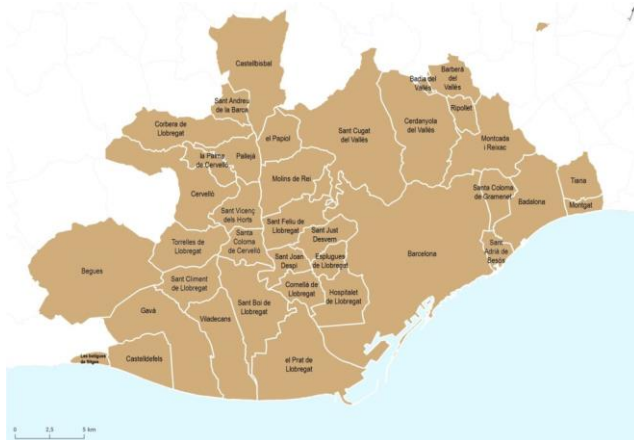 Castellbisbal
Badia del
Vallès
Barberà
del
Vallès
Sant Andreu
de la Barca
Ripollet
Corbera de
Llobregat
el Papiol
Sant Cugat
del Vallès
Cerdanyola
del Vallès
Montcada
i Reixac
la Palma
de Cervelló
Pallejà
Molins de Rei
Tiana
Cervelló
Santa Coloma
de Gramenet
Badalona
Montgat
Sant Vicenç
dels Horts
Sant Feliu de
Llobregat
Sant Just
Desvern
Torrelles de
Llobregat
Santa
Coloma
de Cervelló
Sant Adrià
de
Besòs
Begues
Sant Joan
Despí
Esplugues
de Llobregat
Barcelona
Sant Climent
de Llobregat
Cornellà de
Llobregat
Hospitalet
de Llobregat
Sant Boi de
Llobregat
Gavà
Viladecans
Castelldefels
el Prat de
Llobregat
0 2,5 5 km